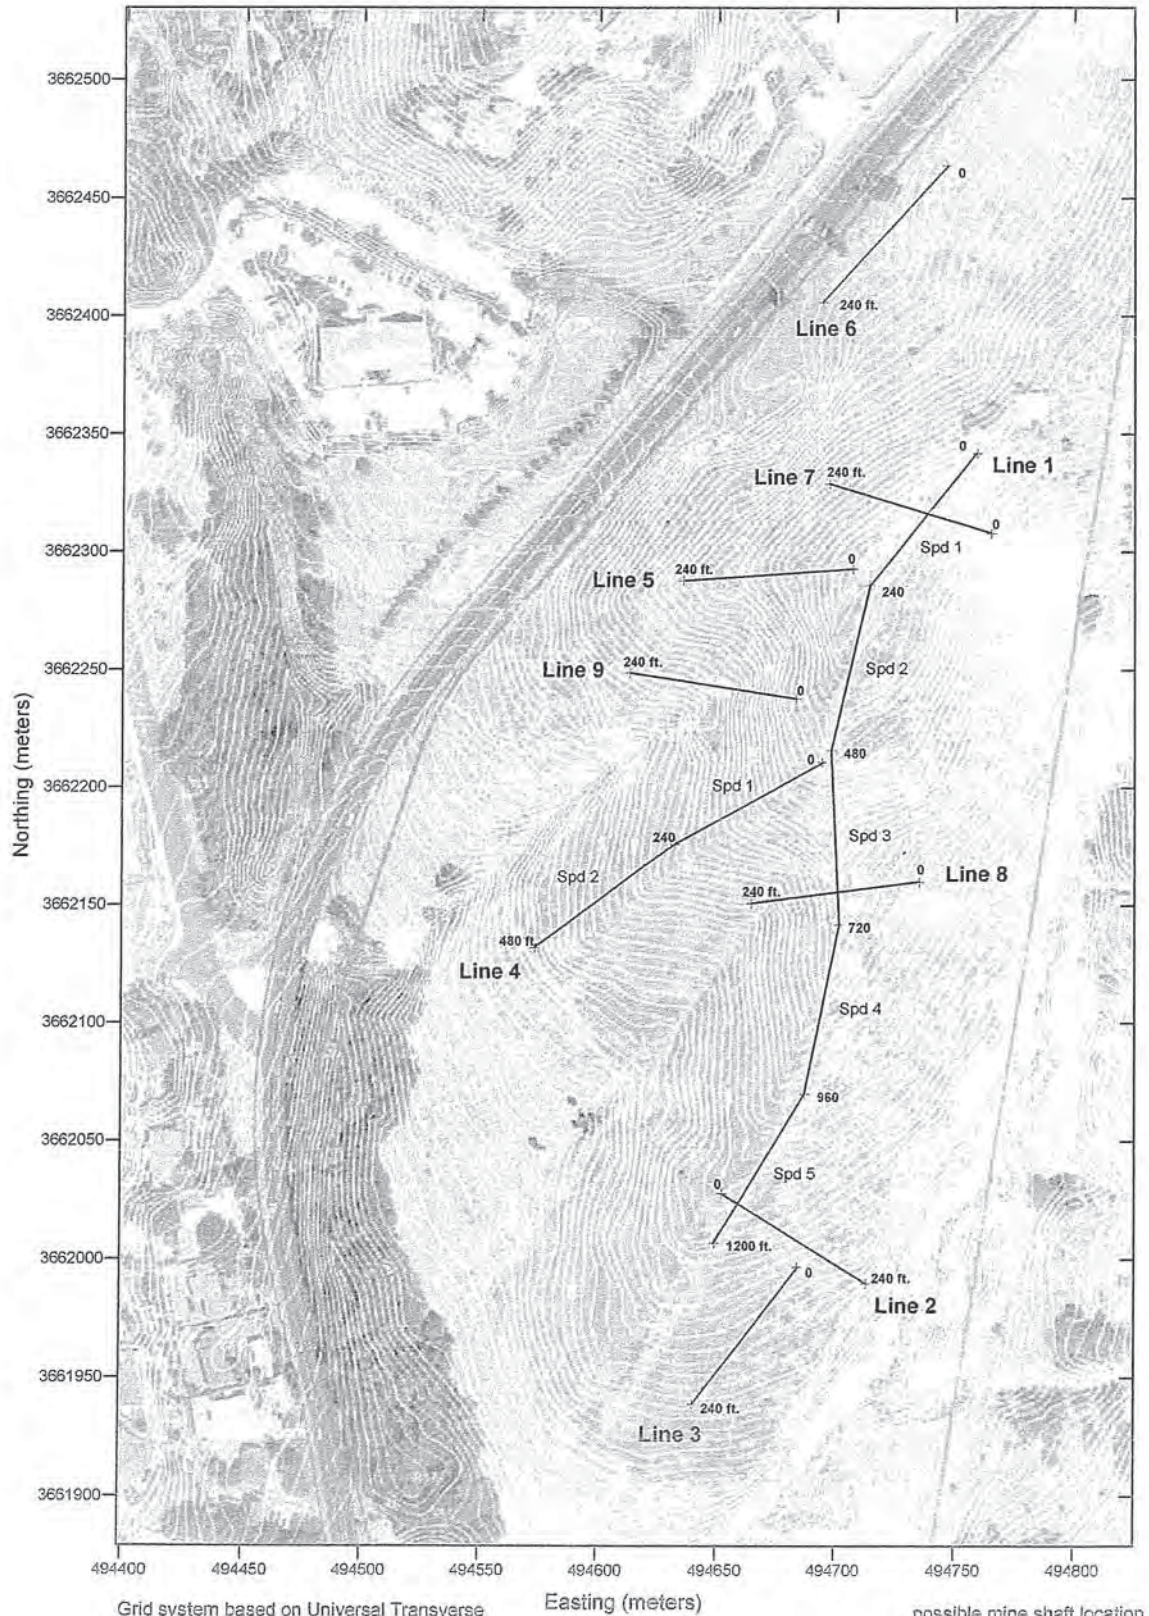 3662500
0
3662450
240 ft.
3662400
Line 6
3662350
0
Line 1
Line 7
240 ft.
0
Spd 1
3662300
0
Line 5
240 ft.
240
Spd 2
3662250
Line 9
240 ft.
0
480
0
Spd 1
3662200
Spd 3
240
Spd 2
0
Line 8
240 ft.
3662150
720
480 ft.
Line 4
Spd 4
3662100
960
3662050
Spd 5
0
1200 ft.
3662000
0
240 ft.
Line 2
3661950
240 ft.
Line 3
3661900
Northing (meters)
494400
494450
494500
494550
494600
494650
494700
494750
494800
Easting (meters)
Grid system based on Universal Transverse
possible mine shaft location